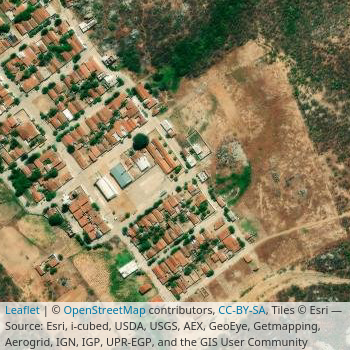 Leaflet | © OpenStreetMap contributors, CC-BY-SA, Tiles © Esri —
Source: Esri, i-cubed, USDA, USGS, AEX, GeoEye, Getmapping,
Aerogrid, IGN, IGP, UPR-EGP, and the GIS User Community